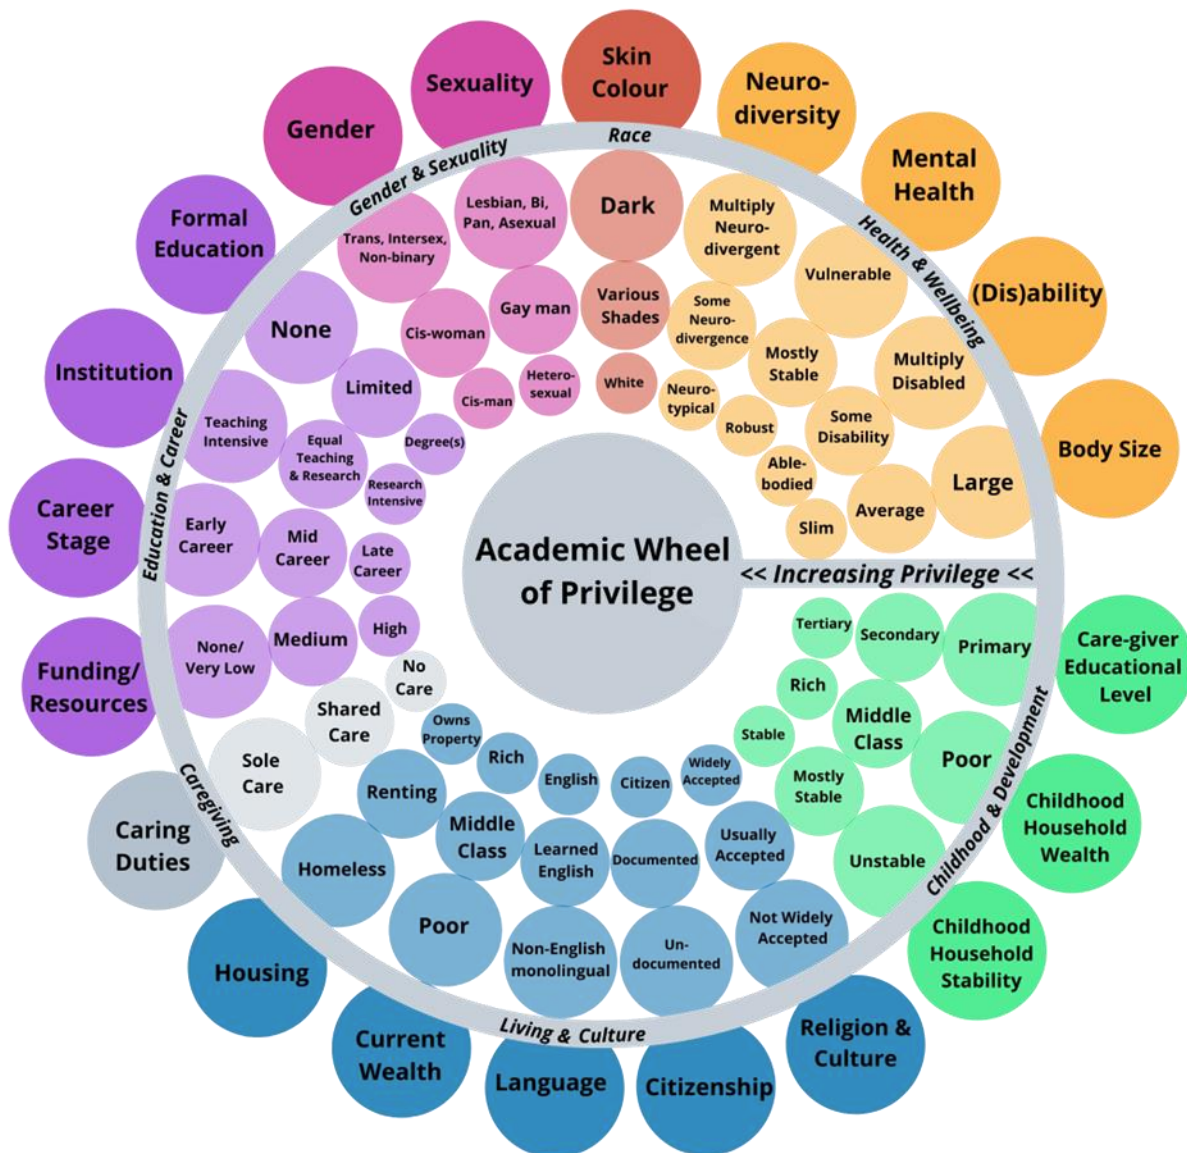 Academic Wheel
of Privilege
<< Increasing Privilege <<
Race
Skin
Colour
Dark
Various
Shades
White
Health & Wellbeing
Neuro-
diversity
Multiply
Neuro-
divergent
Some
Neuro-
divergence
Neuro-
typical
Mental
Health
Vulnerable
Mostly
Stable
Robust
(Dis)ability
Multiply
Disabled
Some
Disability
Able-
bodied
Body Size
Large
Average
Slim
Childhood & Development
Care-giver
Educational
Level
Primary
Secondary
Tertiary
Childhood
Household
Wealth
Poor
Middle
Class
Rich
Childhood
Household
Stability
Unstable
Mostly
Stable
Stable
Living & Culture
Religion &
Culture
Not Widely
Accepted
Usually
Accepted
Widely
Accepted
Citizenship
Un-
documented
Documented
Citizen
Language
Non-English
monolingual
Learned
English
English
Current
Wealth
Poor
Middle
Class
Rich
Housing
Homeless
Renting
Owns
Property
Caregiving
Caring
Duties
Sole
Care
Shared
Care
No
Care
Education & Career
Funding/
Resources
None/
Very Low
Medium
High
Career
Stage
Early
Career
Mid
Career
Late
Career
Institution
Teaching
Intensive
Equal
Teaching
& Research
Research
Intensive
Formal
Education
None
Limited
Degree(s)
Gender & Sexuality
Gender
Trans, Intersex,
Non-binary
Cis-woman
Cis-man
Sexuality
Lesbian, Bi,
Pan, Asexual
Gay man
Hetero-
sexual